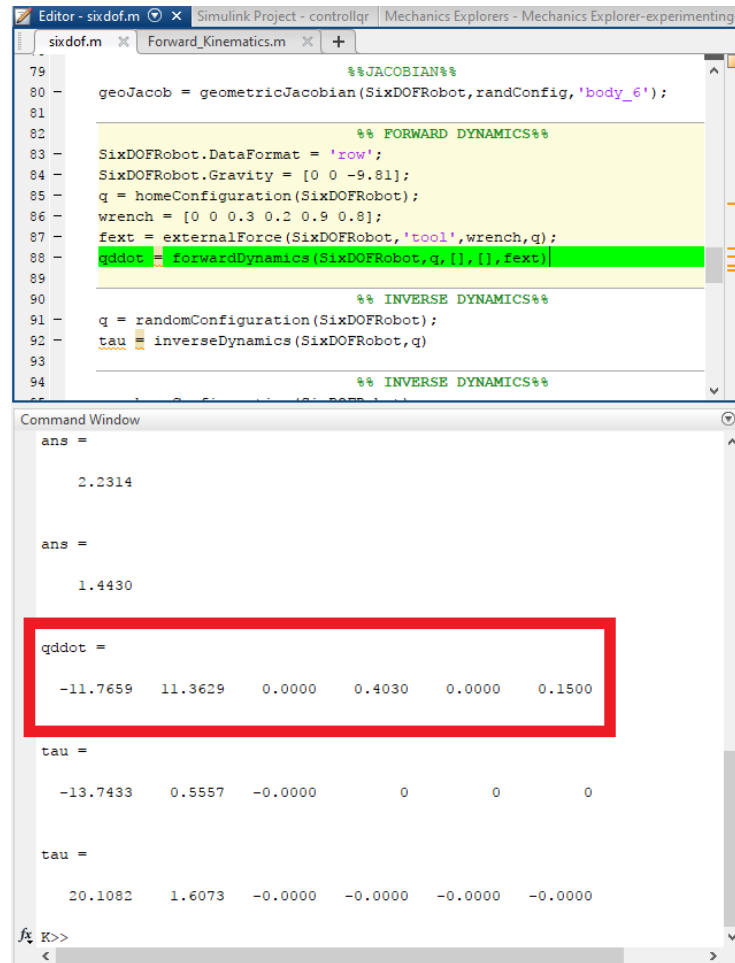 Editor - sixdof.m Simulink Project - controllqr Mechanics Explorers - Mechanics Explorer-experimenting
sixdof.m Forward_Kinematics.m +
79 %%JACOBIAN%%
80 - geoJacob = geometricJacobian(SixDOFRobot,randConfig,'body_6');
81
82 %% FORWARD DYNAMICS%%
83 - SixDOFRobot.DataFormat = 'row';
84 - SixDOFRobot.Gravity = [0 0 -9.81];
85 - q = homeConfiguration(SixDOFRobot);
86 - wrench = [0 0 0.3 0.2 0.9 0.8];
87 - fext = externalForce(SixDOFRobot,'tool',wrench,q);
88 - qddot = forwardDynamics(SixDOFRobot,q,[],[],fext)
89
90 %% INVERSE DYNAMICS%%
91 - q = randomConfiguration(SixDOFRobot);
92 - tau = inverseDynamics(SixDOFRobot,q)
93
94 %% INVERSE DYNAMICS%%
Command Window
ans =
2.2314
ans =
1.4430
qddot =
-11.7659 11.3629 0.0000 0.4030 0.0000 0.1500
tau =
-13.7433 0.5557 -0.0000 0 0 0
tau =
20.1082 1.6073 -0.0000 -0.0000 -0.0000 -0.0000
fx K>>